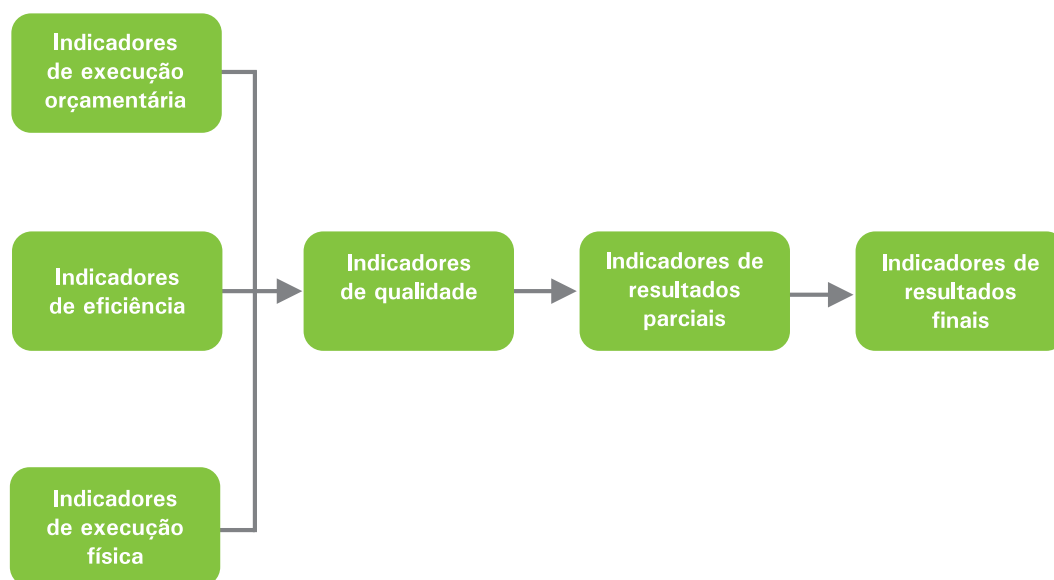 Indicadores
de execução
orçamentária
Indicadores
de eficiência
Indicadores
de execução
física
Indicadores
de qualidade
Indicadores de
resultados
parciais
Indicadores de
resultados
finais